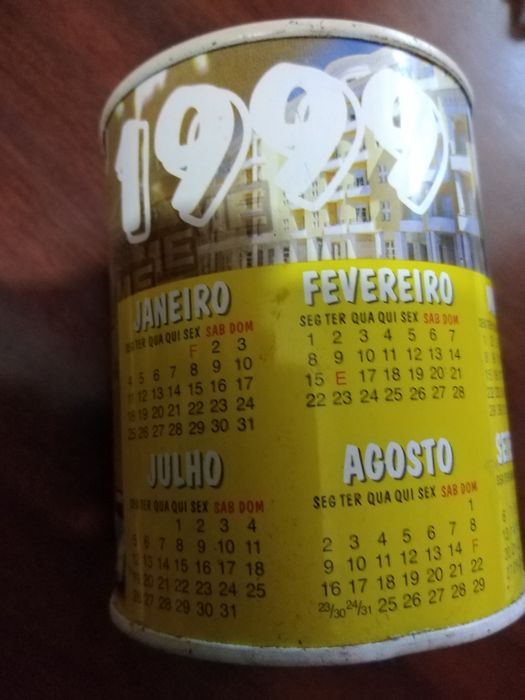 1999
JANEIRO
SEG TER QUA QUI SEX SAB DOM
F 2 3
4 5 6 7 8 9 10
11 12 13 14 15 16 17
18 19 20 21 22 23 24
25 26 27 28 29 30 31
FEVEREIRO
SEG TER QUA QUI SEX SAB DOM
1 2 3 4 5 6 7
8 9 10 11 12 13 14
15 E 17 18 19 20 21
22 23 24 25 26 27 28
JULHO
SEG TER QUA QUI SEX SAB DOM
1 2 3 4
5 6 7 8 9 10 11
12 13 14 15 16 17 18
19 20 21 22 23 24 25
26 27 28 29 30 31
AGOSTO
SEG TER QUA QUI SEX SAB DOM
1
2 3 4 5 6 7 8
9 10 11 12 13 14 F
16 17 18 19 20 21 22
23/30 24/31 25 26 27 28 29